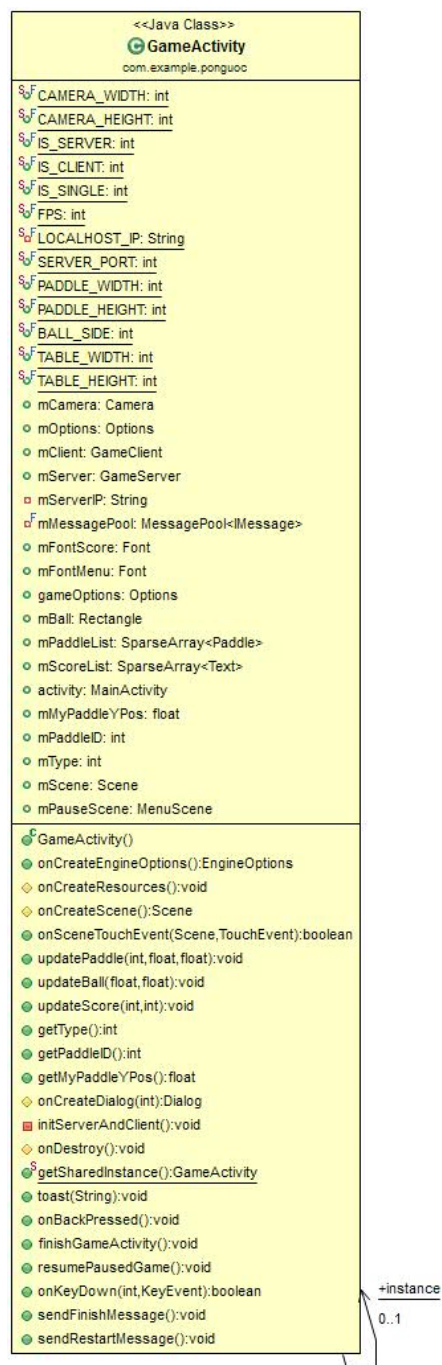 <<Java Class>>
GameActivity
com.example.ponguoc
CAMERA_WIDTH: int
CAMERA_HEIGHT: int
IS_SERVER: int
IS_CLIENT: int
IS_SINGLE: int
FPS: int
LOCALHOST_IP: String
SERVER_PORT: int
PADDLE_WIDTH: int
PADDLE_HEIGHT: int
BALL_SIDE: int
TABLE_WIDTH: int
TABLE_HEIGHT: int
mCamera: Camera
mOptions: Options
mClient: GameClient
mServer: GameServer
mServerIP: String
mMessagePool: MessagePool<IMessage>
mFontScore: Font
mFontMenu: Font
gameOptions: Options
mBall: Rectangle
mPaddleList: SparseArray<Paddle>
mScoreList: SparseArray<Text>
activity: MainActivity
mMyPaddleYPos: float
mPaddleID: int
mType: int
mScene: Scene
mPauseScene: MenuScene
GameActivity()
onCreateEngineOptions():EngineOptions
onCreateResources():void
onCreateScene():Scene
onSceneTouchEvent(Scene,TouchEvent):boolean
updatePaddle(int,float,float):void
updateBall(float,float):void
updateScore(int,int):void
getType():int
getPaddleID():int
getMyPaddleYPos():float
onCreateDialog(int):Dialog
initServerAndClient():void
onDestroy():void
getSharedInstance():GameActivity
toast(String):void
onBackPressed():void
finishGameActivity():void
resumePausedGame():void
onKeyDown(int,KeyEvent):boolean
sendFinishMessage():void
sendRestartMessage():void
+instance
0..1